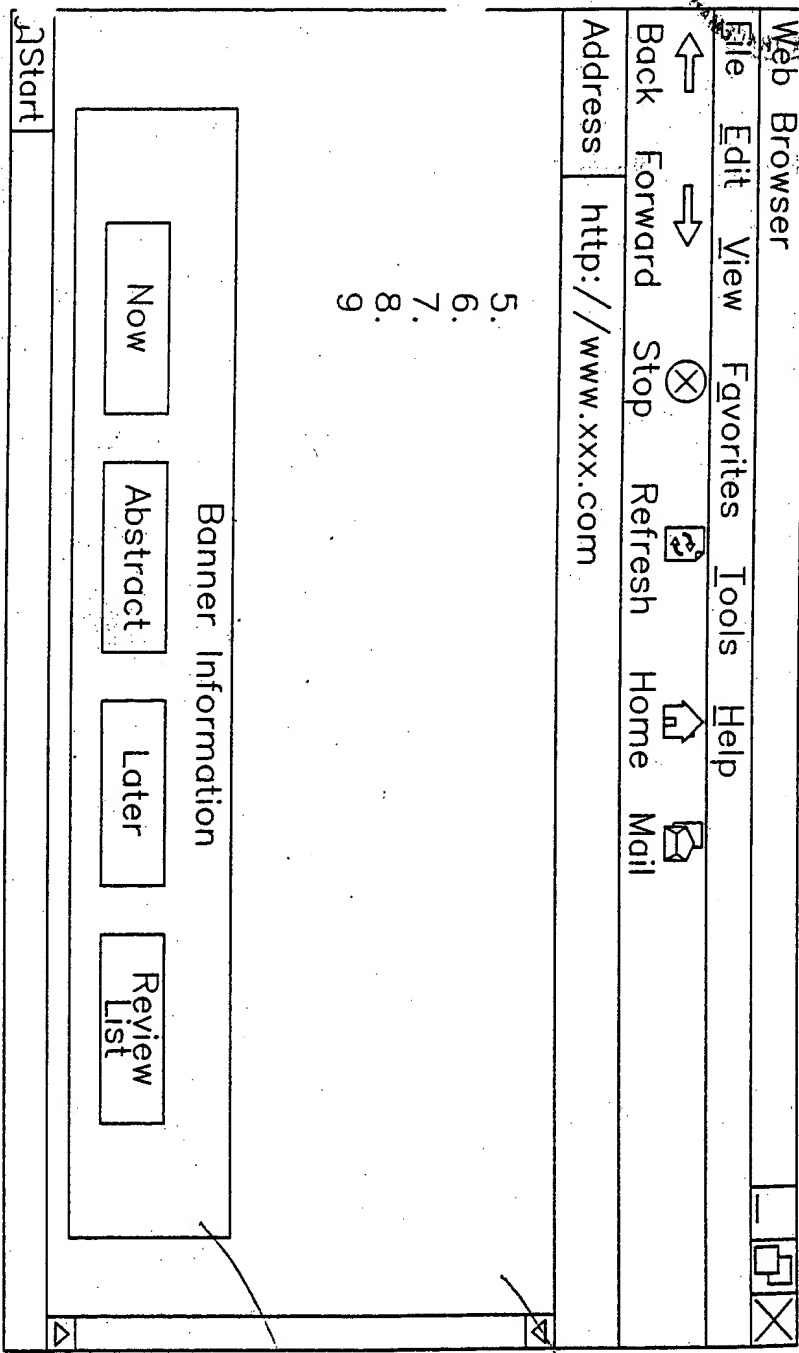 Web Browser
File Edit View Favorites Tools Help
Back Forward Stop Refresh Home Mail
Address http://www.xxx.com
5.
6.
7.
8.
9
Banner Information
Now Abstract Later Review
List
Start